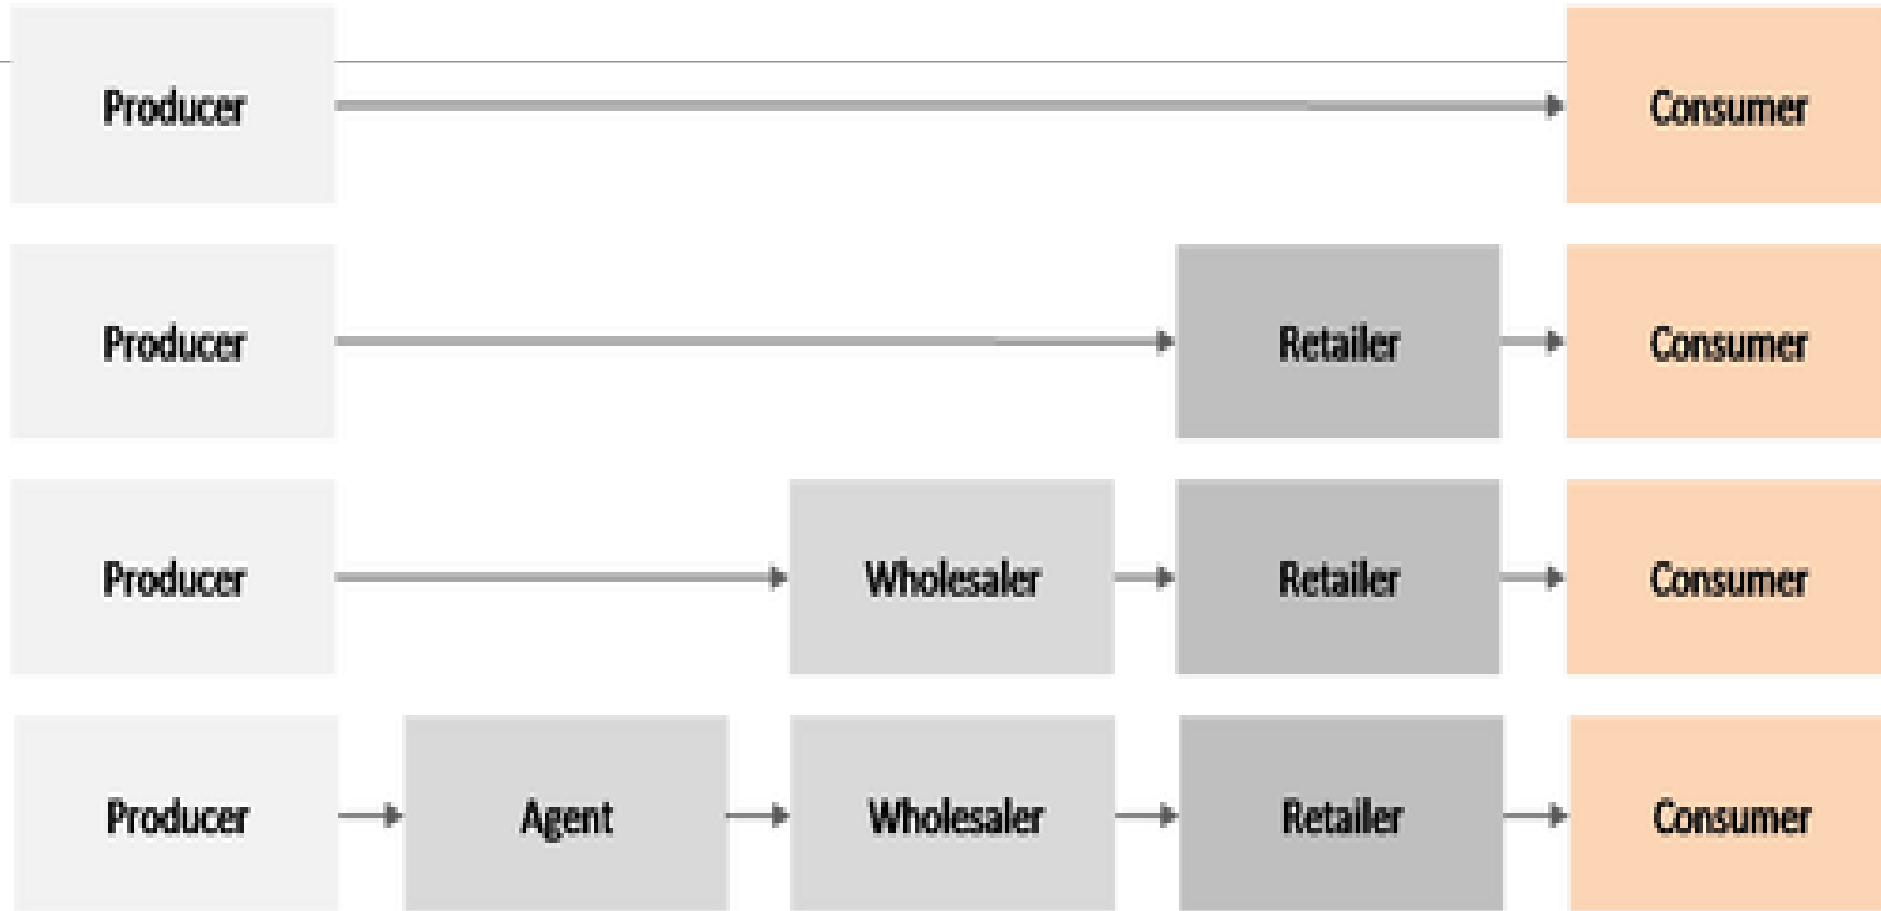 Producer Consumer
Producer Retailer Consumer
Producer Wholesaler Retailer Consumer
Producer Agent Wholesaler Retailer Consumer